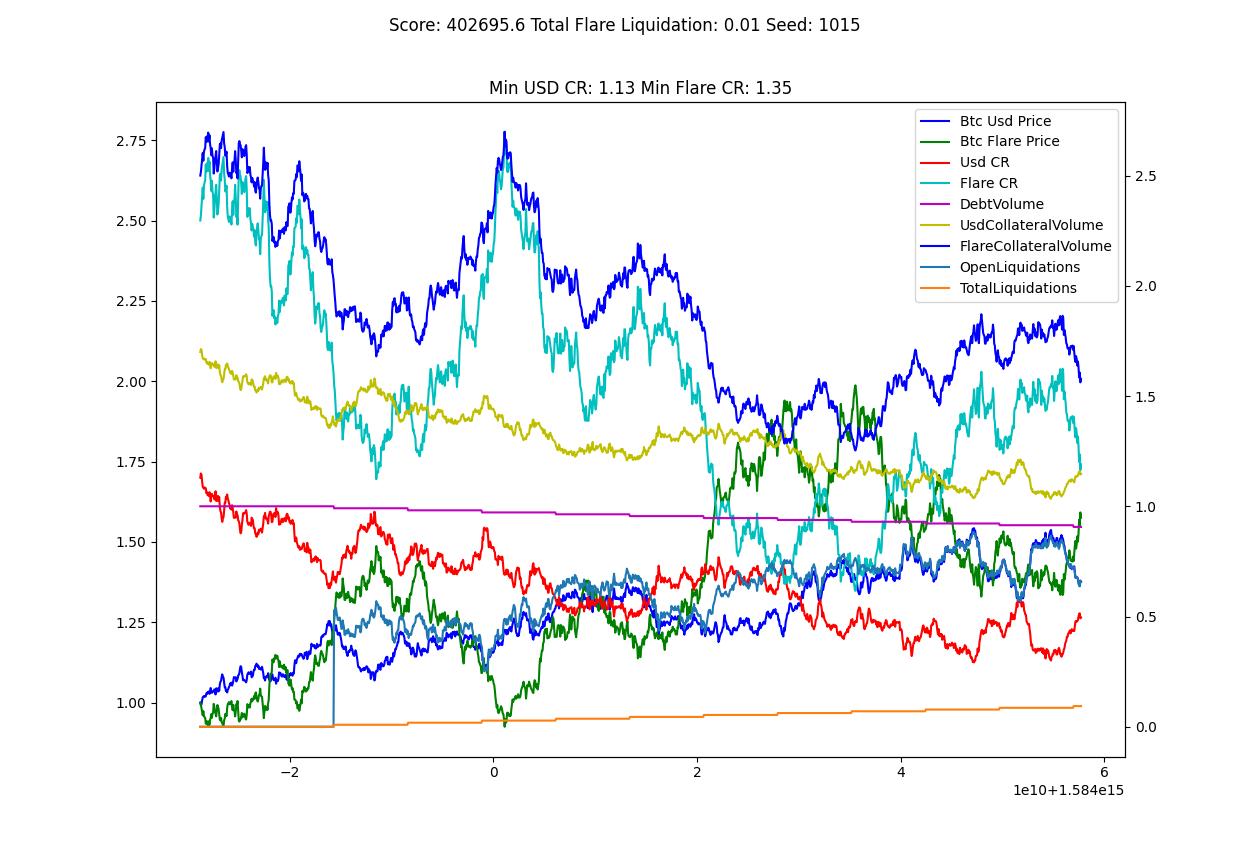 Score: 402695.6 Total Flare Liquidation: 0.01 Seed: 1015
Min USD CR: 1.13 Min Flare CR: 1.35
Btc Usd Price
Btc Flare Price
Usd CR
Flare CR
DebtVolume
UsdCollateralVolume
FlareCollateralVolume
OpenLiquidations
TotalLiquidations
2.75
2.50
2.25
2.00
1.75
1.50
1.25
1.00
2.5
2.0
1.5
1.0
0.5
0.0
−2
0
2
4
6
1e10+1.584e15